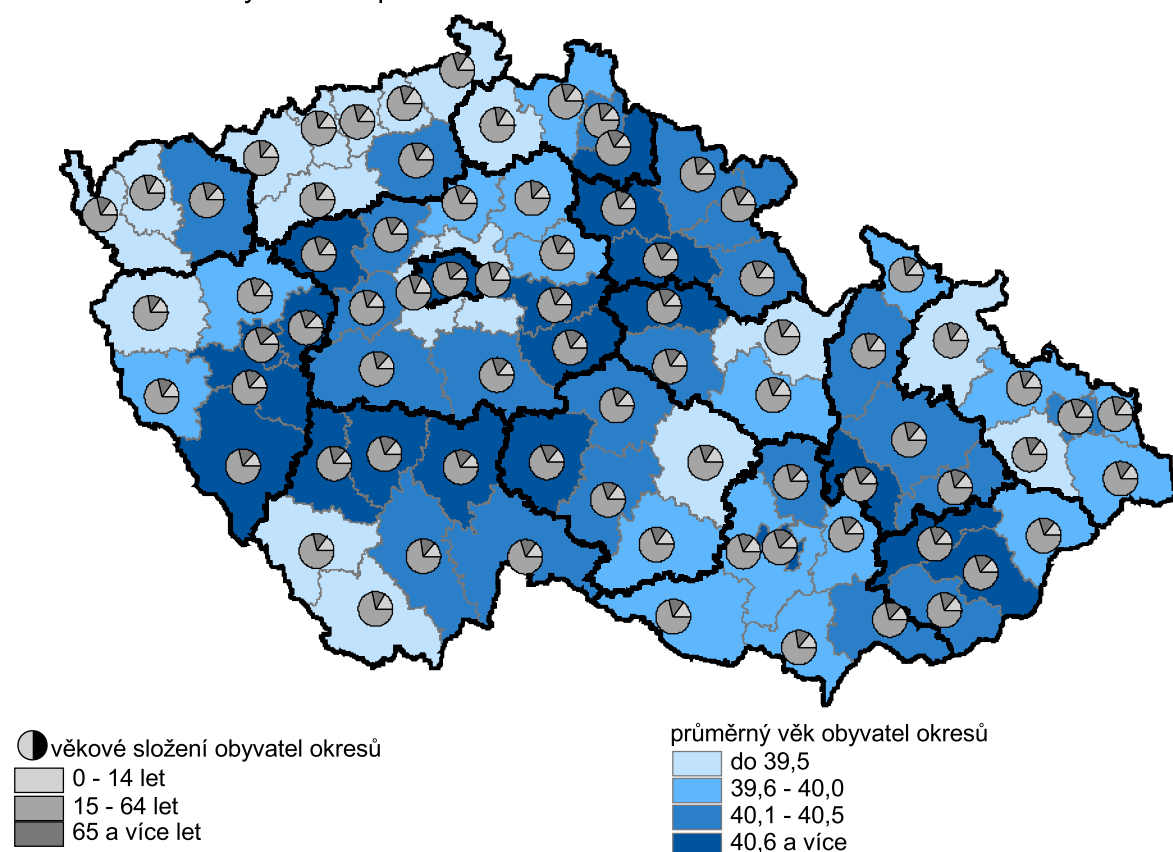 věkové složení obyvatel okresů
0 - 14 let
15 - 64 let
65 a více let
průměrný věk obyvatel okresů
do 39,5
39,6 - 40,0
40,1 - 40,5
40,6 a více